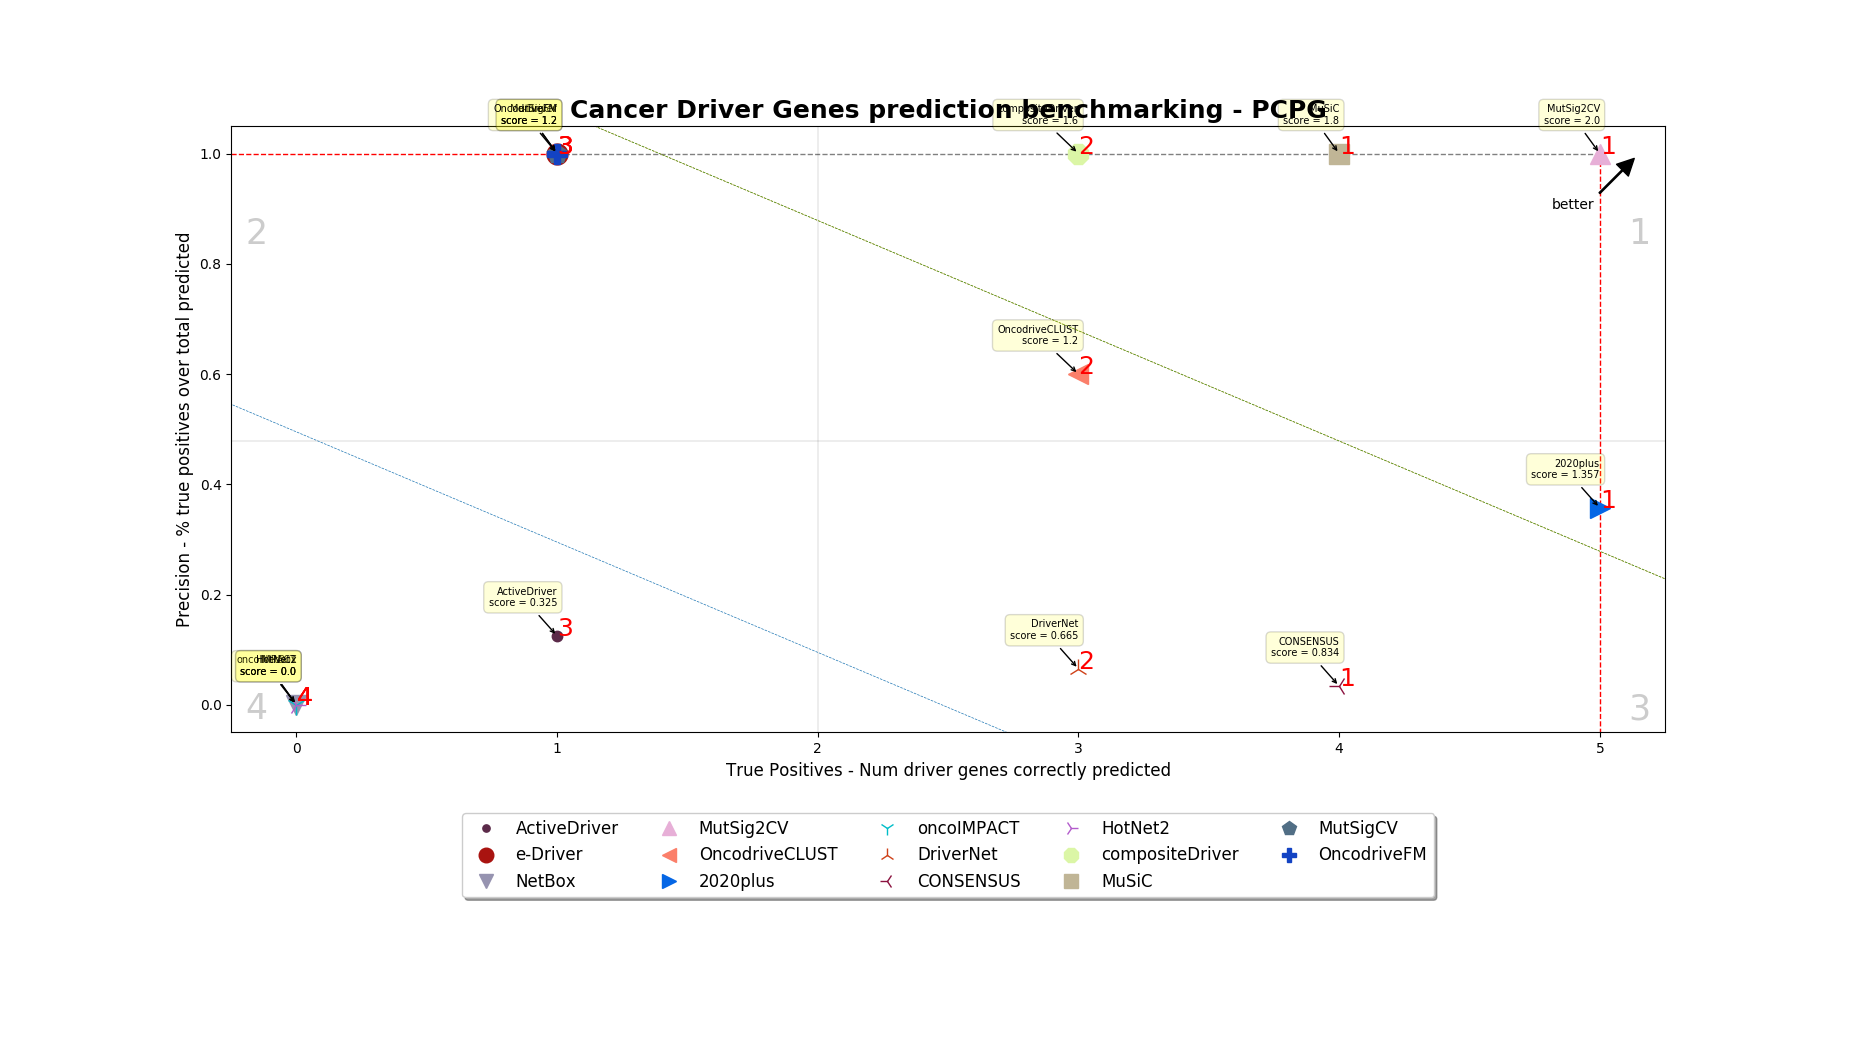 Cancer Driver Genes prediction benchmarking - PCPG
score = 1.2
score = 1.6
MuSiC
score = 1.8
MutSig2CV
score = 2.0
3
2
1
1
better
2
1
OncodriveCLUST
score = 1.2
2
2020plus
score = 1.357
1
ActiveDriver
score = 0.325
3
DriverNet
score = 0.665
2
CONSENSUS
score = 0.834
1
score = 0.0
4
4
3
1.0
0.8
0.6
0.4
0.2
0.0
Precision - % true positives over total predicted
0 1 2 3 4 5
True Positives - Num driver genes correctly predicted
ActiveDriver MutSig2CV oncoIMPACT HotNet2 MutSigCV
e-Driver OncodriveCLUST DriverNet compositeDriver OncodriveFM
NetBox 2020plus CONSENSUS MuSiC